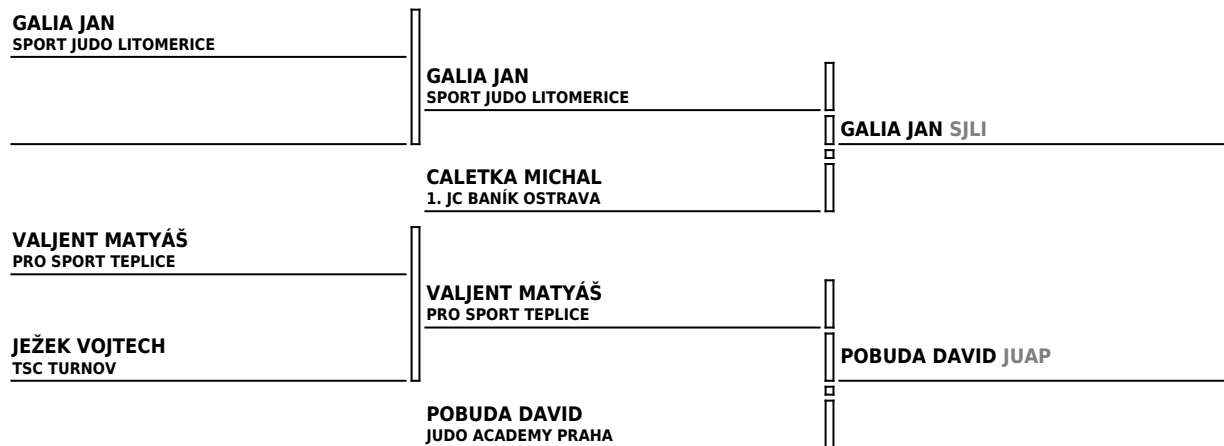 GALIA JAN
SPORT JUDO LITOMERICE
GALIA JAN
SPORT JUDO LITOMERICE
GALIA JAN SJLI
CALETKA MICHAL
1. JC BANÍK OSTRAVA
VALJENT MATYÁŠ
PRO SPORT TEPLICE
VALJENT MATYÁŠ
PRO SPORT TEPLICE
JEŽEK VOJTECH
TSC TURNOV
POBUDA DAVID JUAP
POBUDA DAVID
JUDO ACADEMY PRAHA